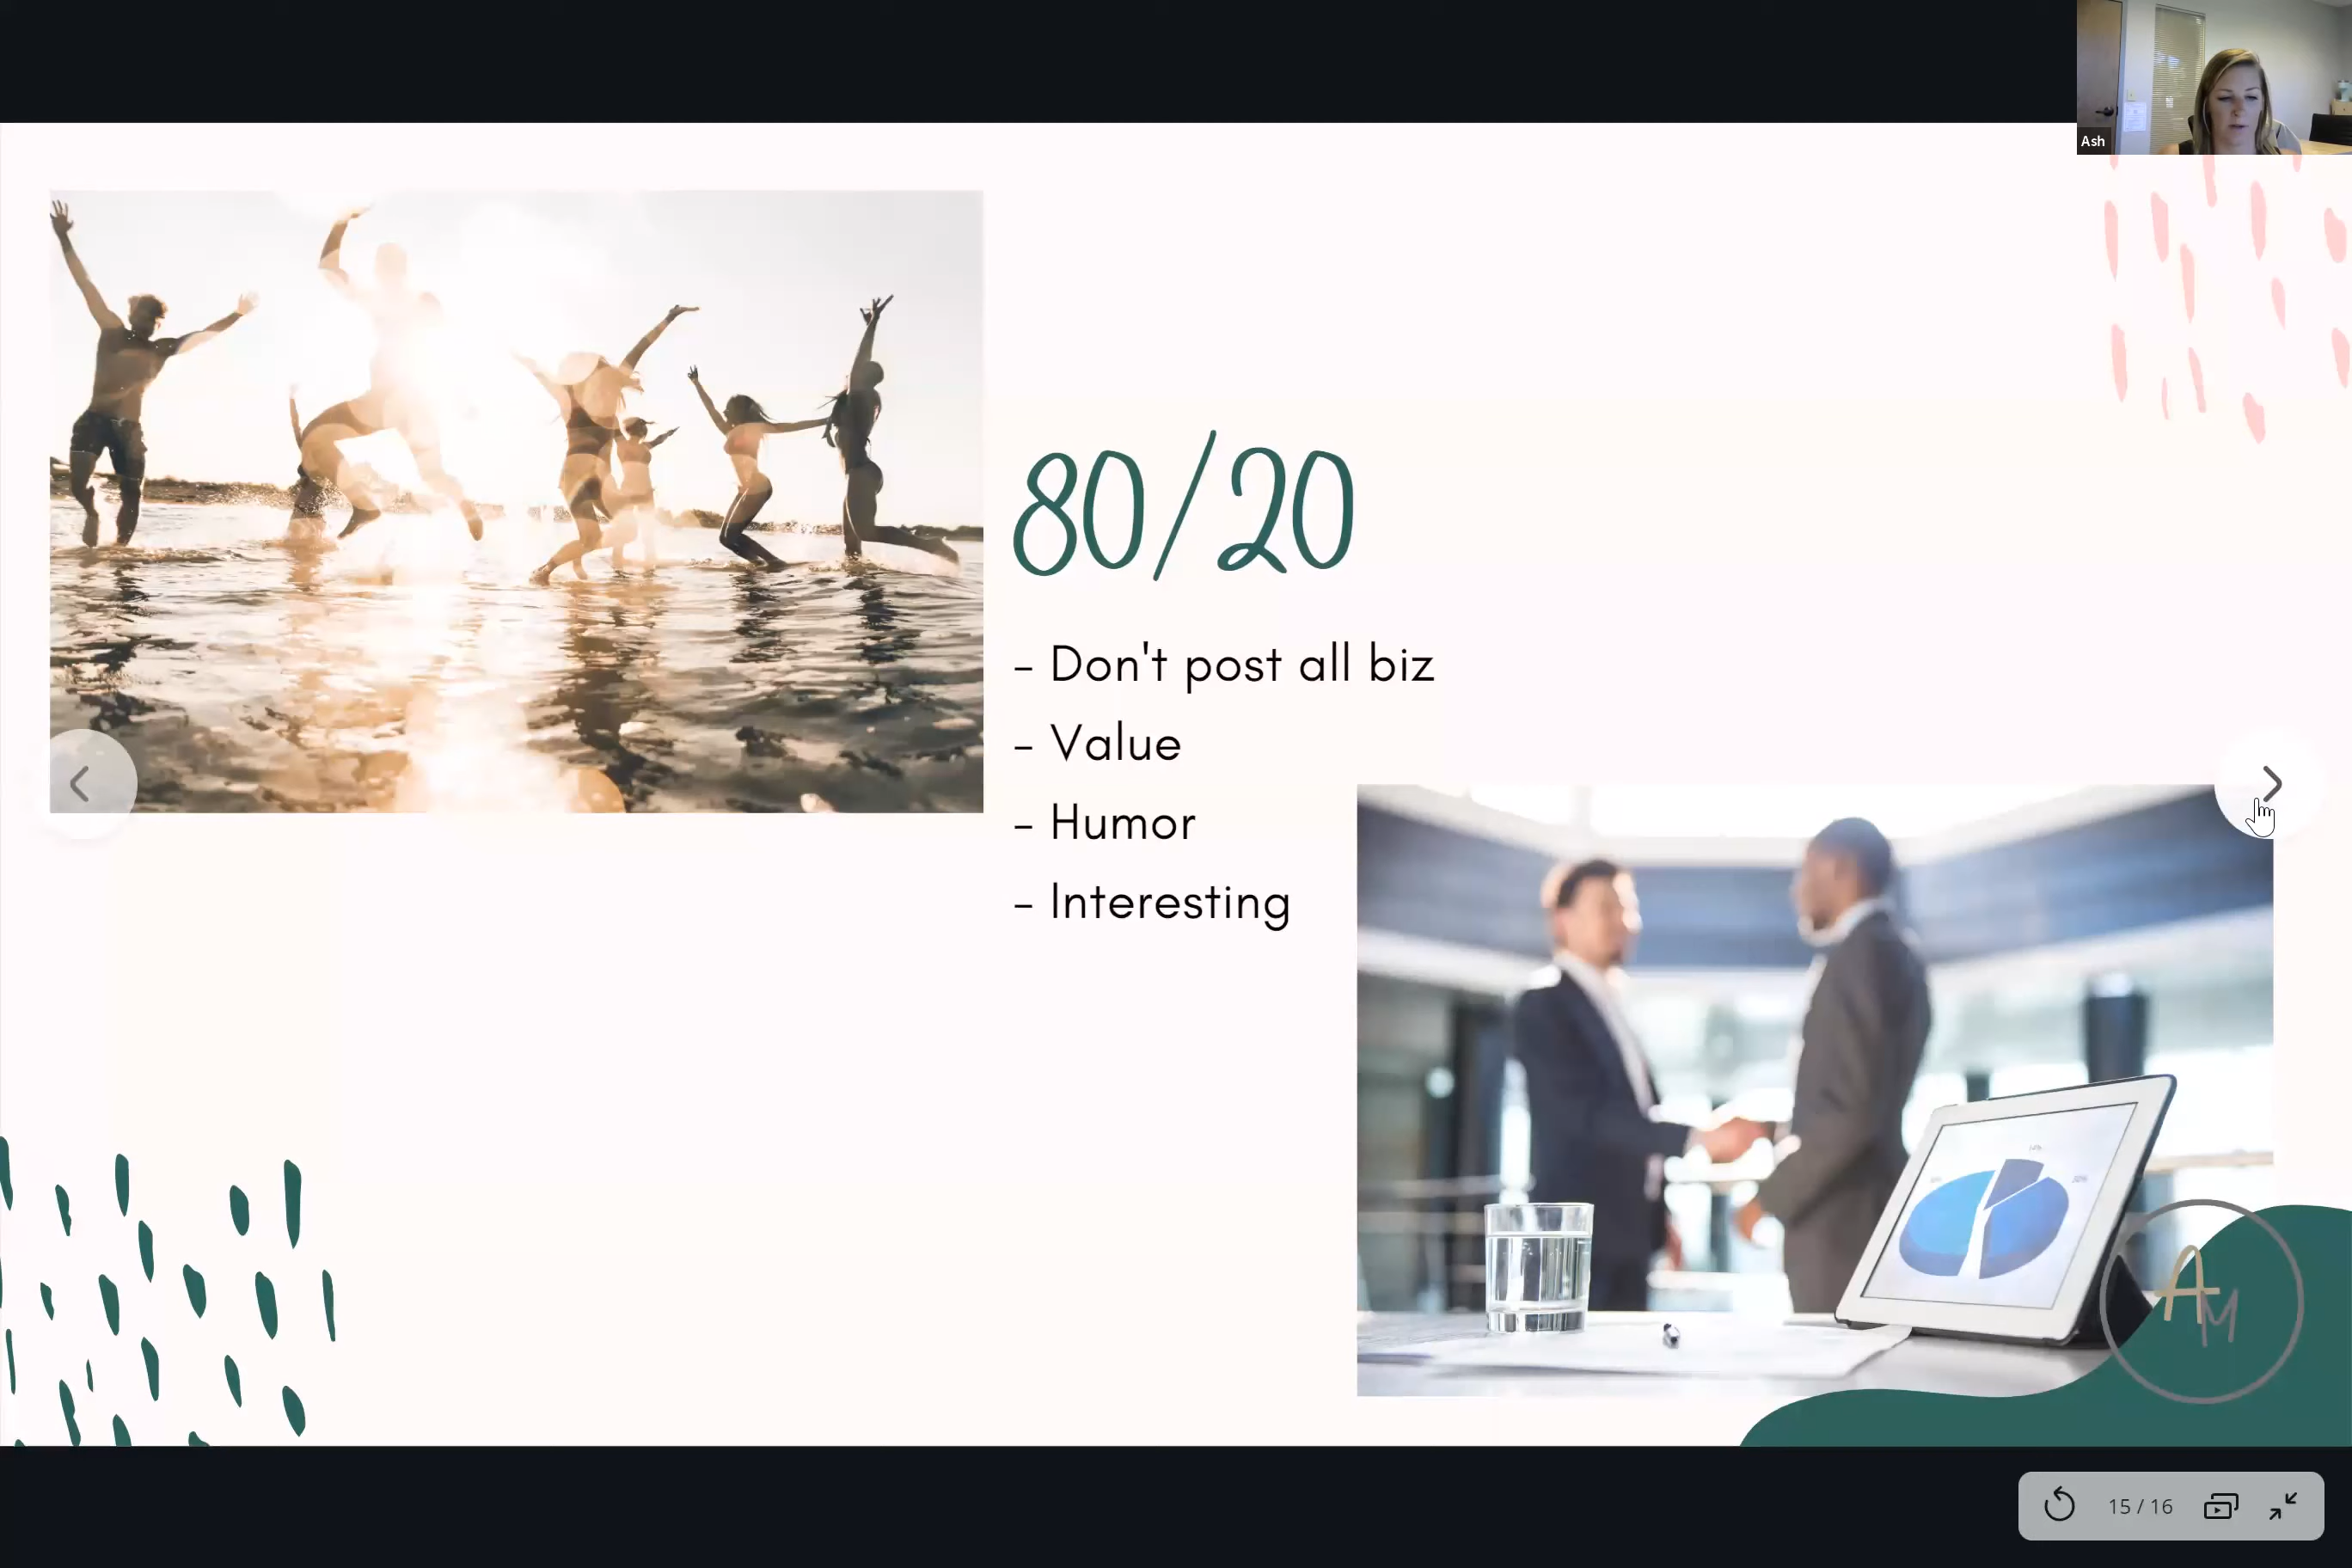 Ash
80/20
- Don't post all biz
- Value
- Humor
- Interesting
AM
15 / 16